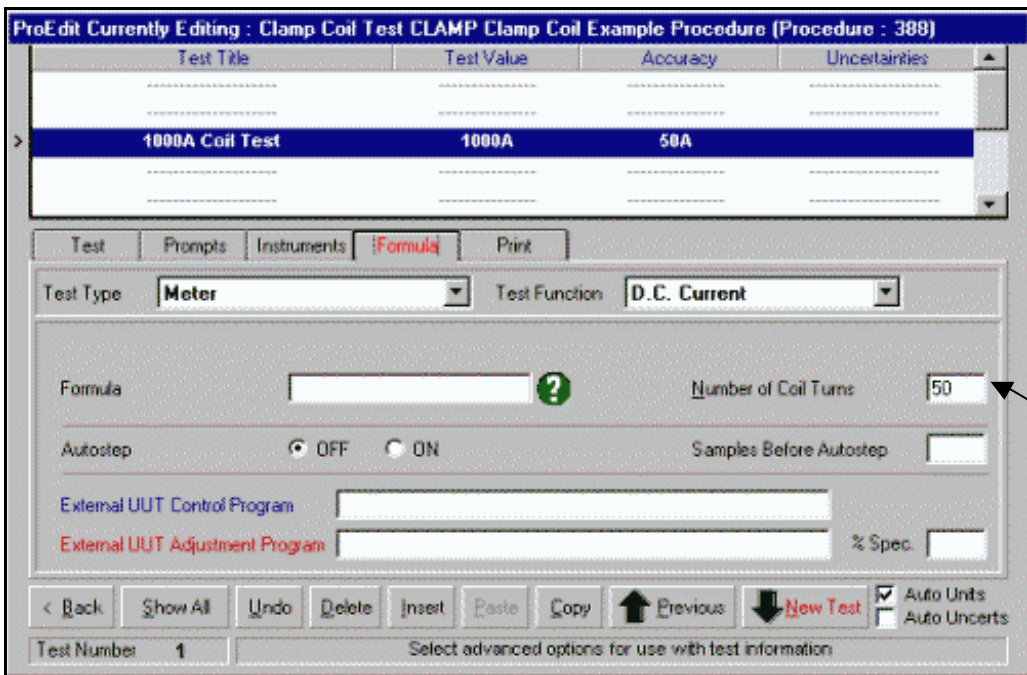 ProEdit Currently Editing : Clamp Coil Test CLAMP Clamp Coil Example Procedure (Procedure : 388)
Test Title Test Value Accuracy Uncertainties
> 1000A Coil Test 1000A 50A
Test Prompts Instruments Formula Print
Test Type Meter Test Function D.C. Current
Formula ? Number of Coil Turns 50
Autostep OFF ON Samples Before Autostep
External UUT Control Program
External UUT Adjustment Program % Spec.
< Back Show All Undo Delete Insert Paste Copy Previous New Test Auto Units
Auto Uncerts
Test Number 1 Select advanced options for use with test information